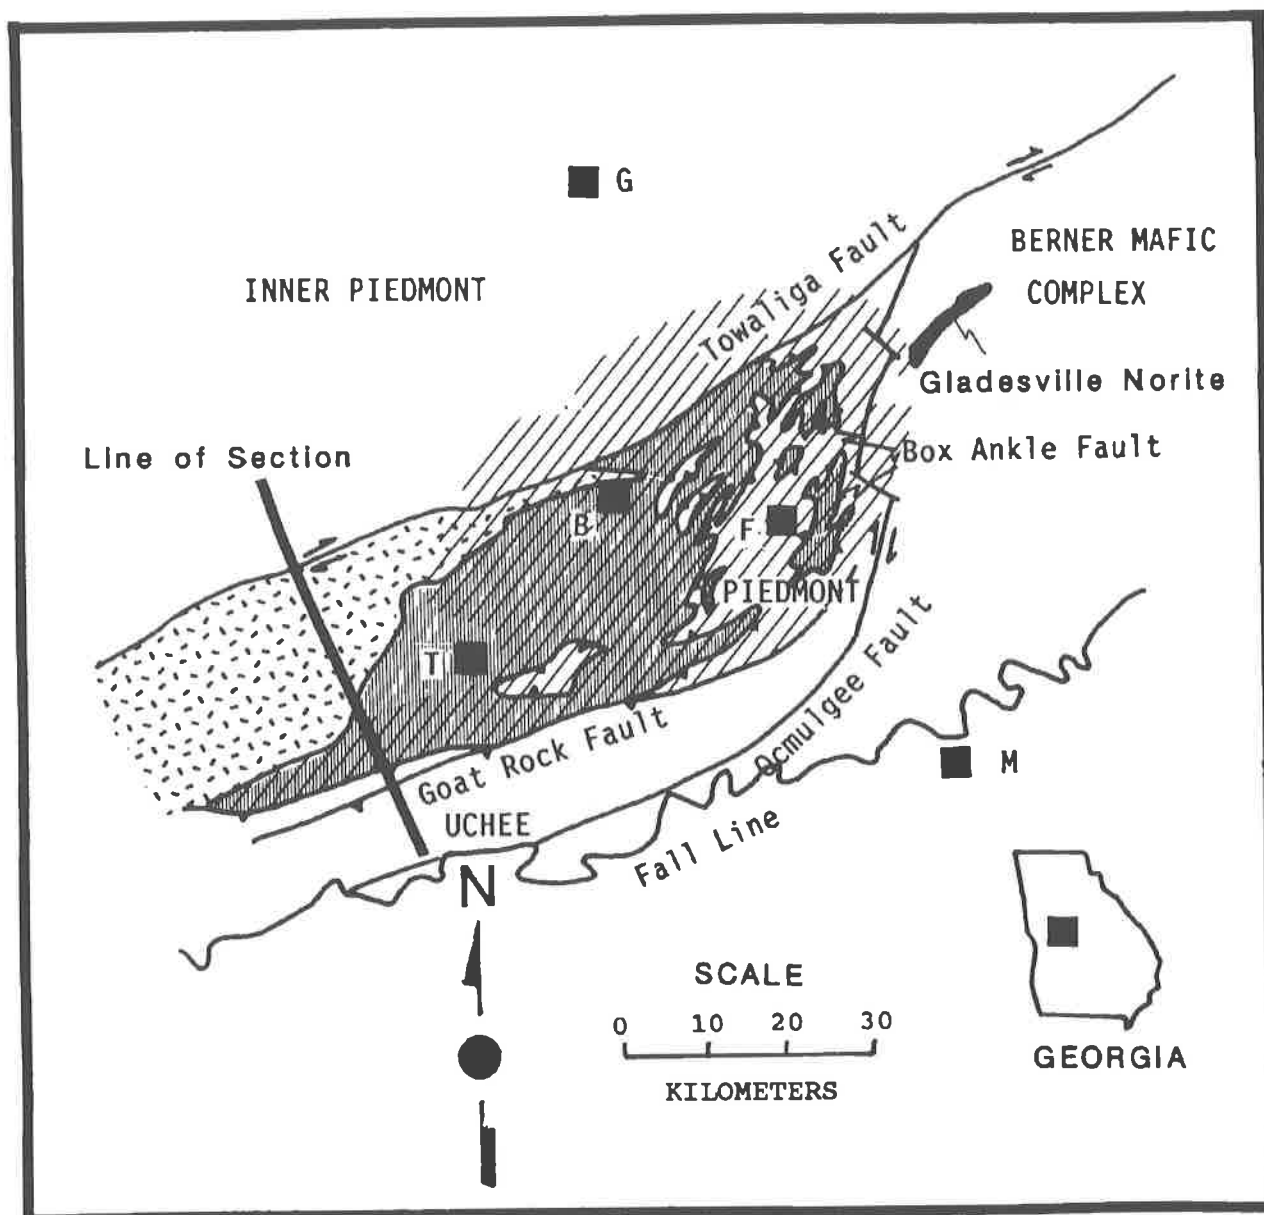 G
BERNER MAFIC
COMPLEX
INNER PIEDMONT
Towaliga Fault
Gladesville Norite
Line of Section
Box Ankle Fault
B
F
PIEDMONT
T
Goat Rock Fault
Ocmulgee Fault
M
UCHEE
Fall Line
N
SCALE
0 10 20 30
KILOMETERS
GEORGIA